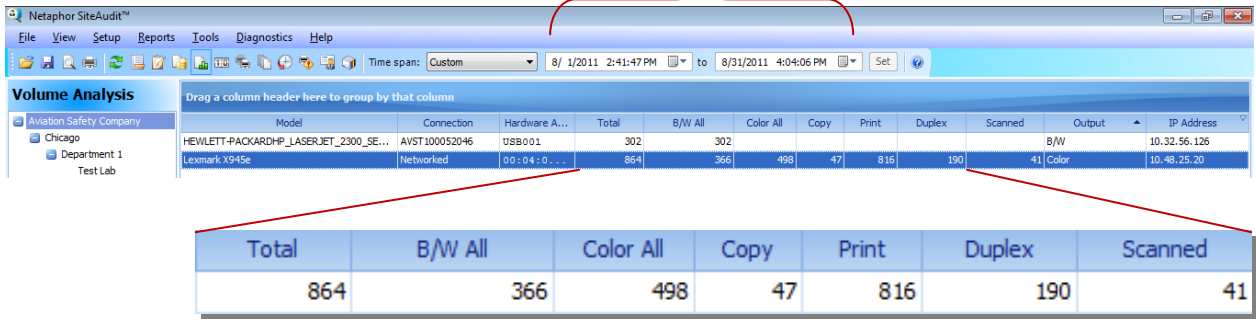 Netaphor SiteAudit™
File View Setup Reports Tools Diagnostics Help
Time span: Custom 8/ 1/2011 2:41:47 PM to 8/31/2011 4:04:06 PM Set
Volume Analysis
Drag a column header here to group by that column
Aviation Safety Company
Chicago
Department 1
Test Lab
Model Connection Hardware A... Total B/W All Color All Copy Print Duplex Scanned Output IP Address
HEWLETT-PACKARDHP_LASERJET_2300_SE... AVST100052046 USB001 302 302 B/W 10.32.56.126
Lexmark X945e Networked 00:04:0... 864 366 498 47 816 190 41 Color 10.48.25.20
Total B/W All Color All Copy Print Duplex Scanned
864 366 498 47 816 190 41